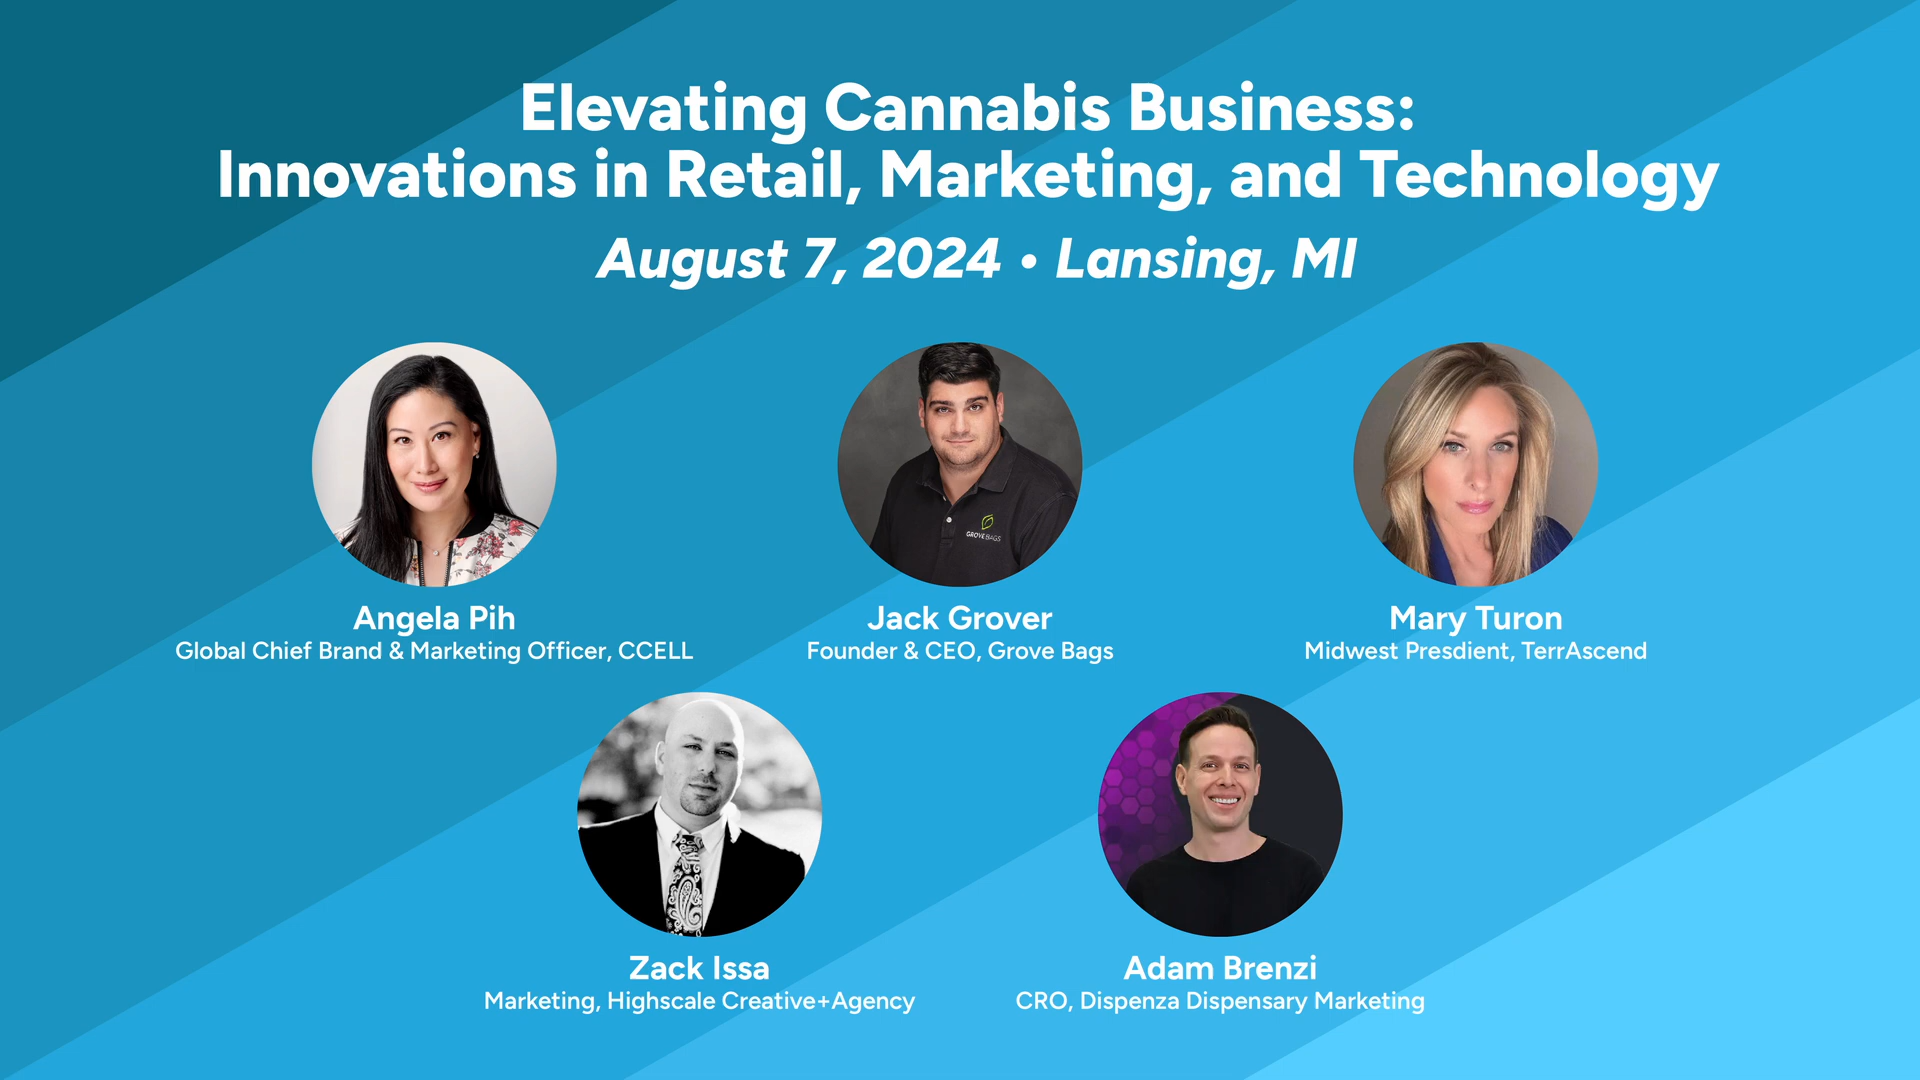 Elevating Cannabis Business:
Innovations in Retail, Marketing, and Technology
August 7, 2024 • Lansing, MI
GROVE BAGS
Angela Pih
Global Chief Brand & Marketing Officer, CCELL
Jack Grover
Founder & CEO, Grove Bags
Mary Turon
Midwest Presdient, TerrAscend
Zack Issa
Marketing, Highscale Creative+Agency
Adam Brenzi
CRO, Dispenza Dispensary Marketing